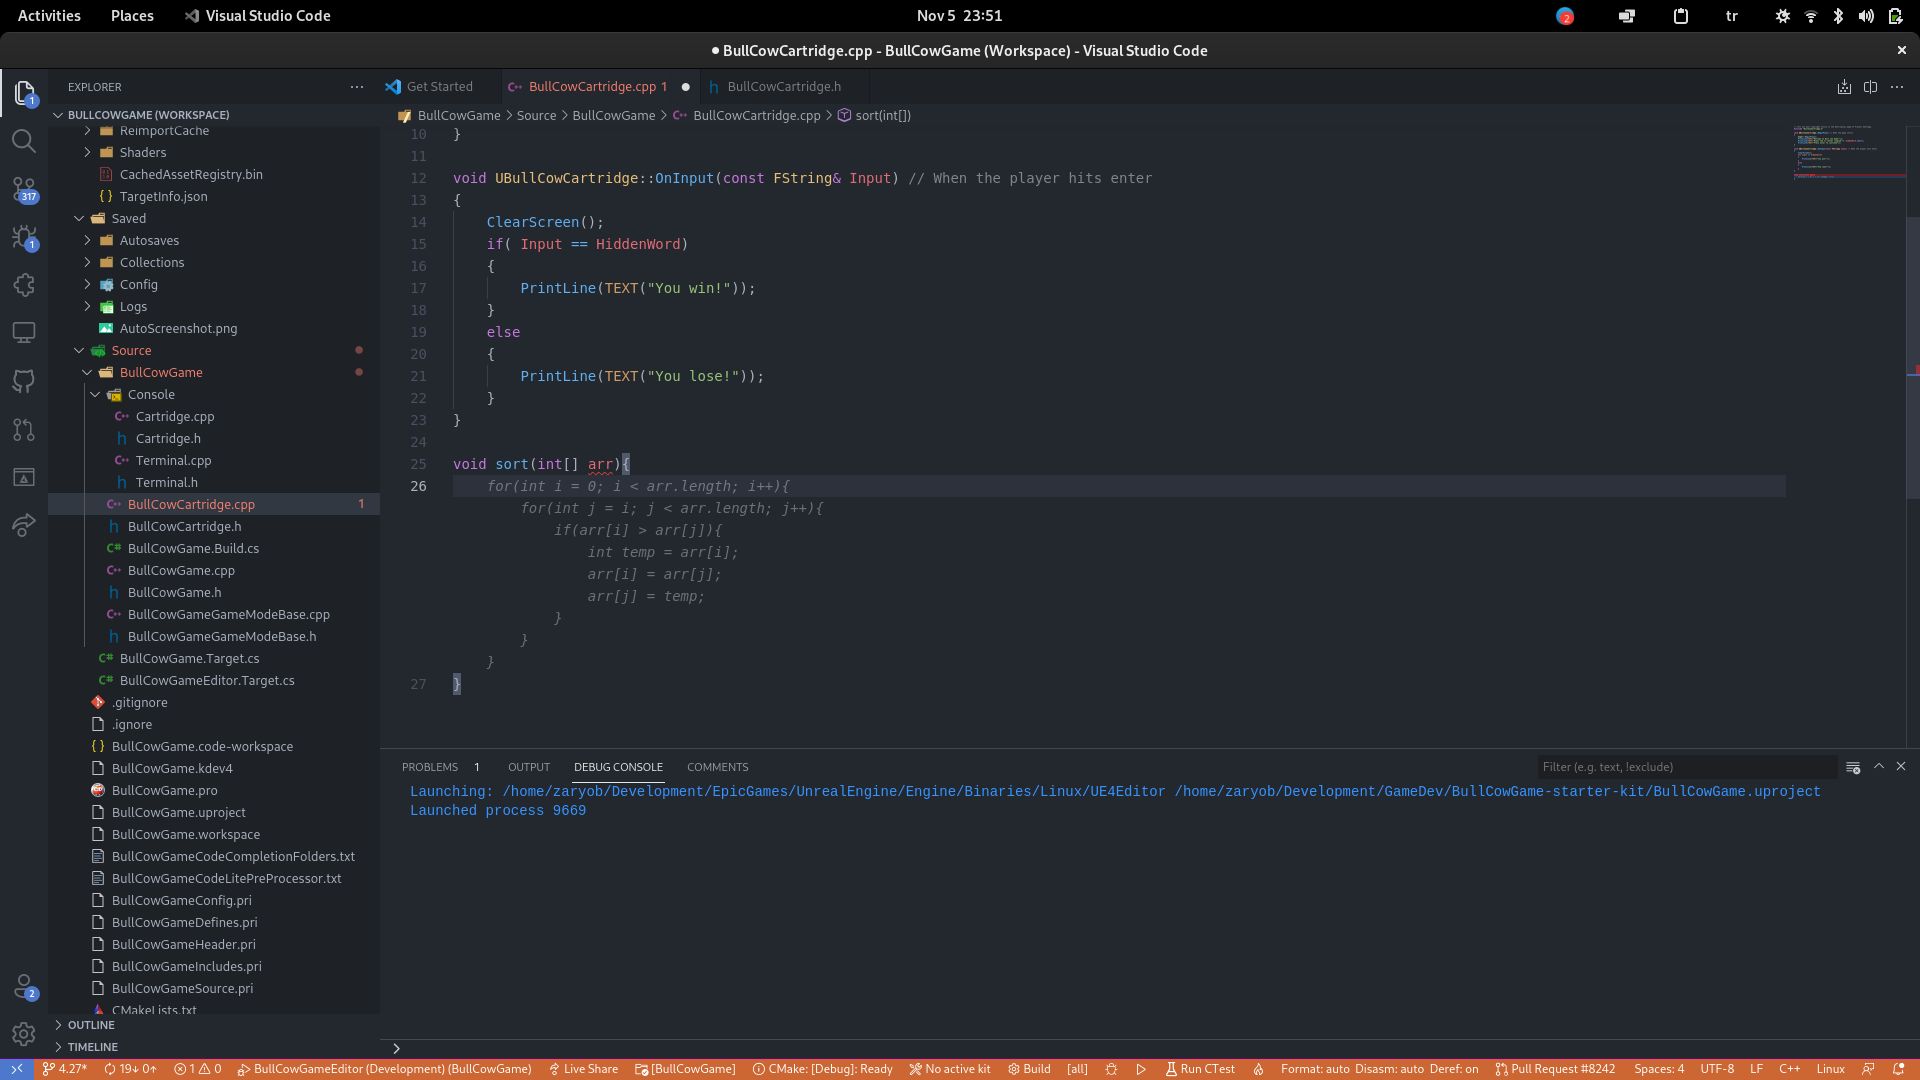 Activities Places Visual Studio Code Nov 5 23:51 2 tr
● BullCowCartridge.cpp - BullCowGame (Workspace) - Visual Studio Code ×
EXPLORER
BULLCOWGAME (WORKSPACE)
ReimportCache
Shaders
CachedAssetRegistry.bin
{} TargetInfo.json
Saved
Autosaves
Collections
Config
Logs
AutoScreenshot.png
Source
BullCowGame
Console
Cartridge.cpp
h Cartridge.h
Terminal.cpp
h Terminal.h
BullCowCartridge.cpp 1
h BullCowCartridge.h
C# BullCowGame.Build.cs
BullCowGame.cpp
h BullCowGame.h
BullCowGameGameModeBase.cpp
h BullCowGameGameModeBase.h
C# BullCowGame.Target.cs
C# BullCowGameEditor.Target.cs
.gitignore
.ignore
{} BullCowGame.code-workspace
BullCowGame.kdev4
BullCowGame.pro
BullCowGame.uproject
BullCowGame.workspace
BullCowGameCodeCompletionFolders.txt
BullCowGameCodeLitePreProcessor.txt
BullCowGameConfig.pri
BullCowGameDefines.pri
BullCowGameHeader.pri
BullCowGameIncludes.pri
BullCowGameSource.pri
CMakeLists.txt
OUTLINE
TIMELINE
1
317
1
2
Get Started BullCowCartridge.cpp 1 ● h BullCowCartridge.h
BullCowGame > Source > BullCowGame > BullCowCartridge.cpp > sort(int[])
10 }
11
12 void UBullCowCartridge::OnInput(const FString& Input) // When the player hits enter
13 {
14     ClearScreen();
15     if( Input == HiddenWord)
16     {
17         PrintLine(TEXT("You win!"));
18     }
19     else
20     {
21         PrintLine(TEXT("You lose!"));
22     }
23 }
24
25 void sort(int[] arr){
26     for(int i = 0; i < arr.length; i++){
        for(int j = i; j < arr.length; j++){
            if(arr[i] > arr[j]){
                int temp = arr[i];
                arr[i] = arr[j];
                arr[j] = temp;
            }
        }
    }
27 }
PROBLEMS 1 OUTPUT DEBUG CONSOLE COMMENTS Filter (e.g. text, !exclude)
Launching: /home/zaryob/Development/EpicGames/UnrealEngine/Engine/Binaries/Linux/UE4Editor /home/zaryob/Development/GameDev/BullCowGame-starter-kit/BullCowGame.uproject
Launched process 9669
>
4.27* 19↓ 0↑ 1 0 BullCowGameEditor (Development) (BullCowGame) Live Share [BullCowGame] CMake: [Debug]: Ready No active kit Build [all] Run CTest Format: auto Disasm: auto Deref: on Pull Request #8242 Spaces: 4 UTF-8 LF C++ Linux